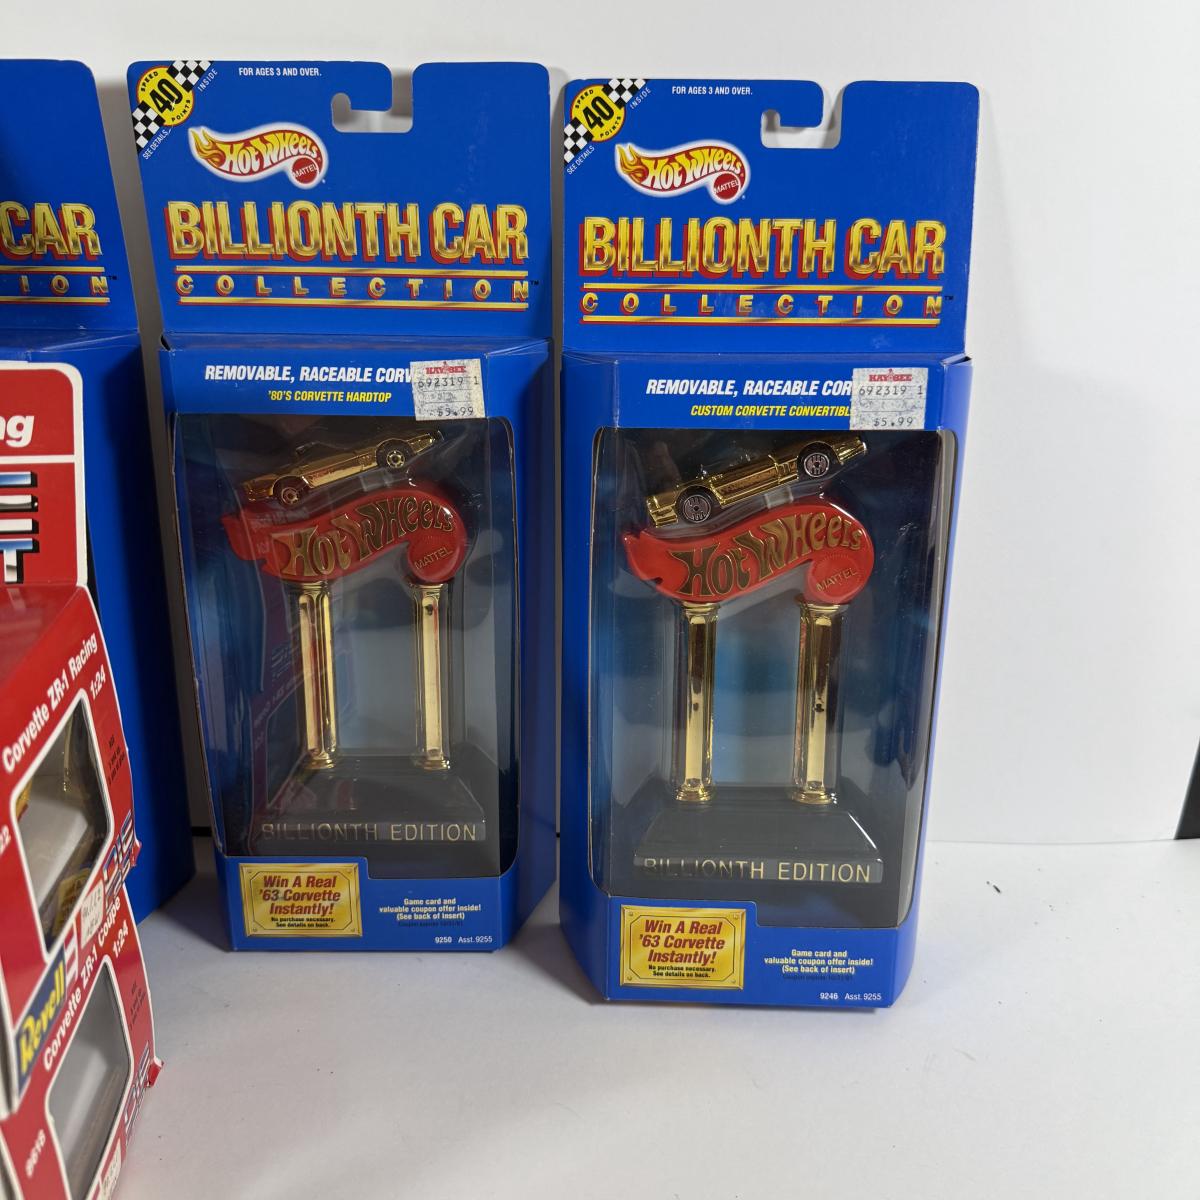 CAR
ION™
ng
T
Corvette ZR-1 Racing
1:24
Revell
Corvette ZR-1 Coupe
1:24
SPEED
40
POINTS
INSIDE
SEE DETAILS
FOR AGES 3 AND OVER.
HOT WHEELS
MATTEL
BILLIONTH CAR
COLLECTION™
REMOVABLE, RACEABLE CORV
'80'S CORVETTE HARDTOP
KAY-BEE
692319 1
$5.99
HOT WHEELS
MATTEL
BILLIONTH EDITION
Win A Real
'63 Corvette
Instantly!
No purchase necessary.
See details on back.
Game card and
valuable coupon offer inside!
(See back of insert)
9250 Asst. 9255
SPEED
40
POINTS
INSIDE
SEE DETAILS
FOR AGES 3 AND OVER.
HOT WHEELS
MATTEL
BILLIONTH CAR
COLLECTION™
REMOVABLE, RACEABLE COR
CUSTOM CORVETTE CONVERTIBL
KAY-BEE
692319 1
$5.99
HOT WHEELS
MATTEL
BILLIONTH EDITION
Win A Real
'63 Corvette
Instantly!
No purchase necessary.
See details on back.
Game card and
valuable coupon offer inside!
(See back of insert)
9246 Asst. 9255